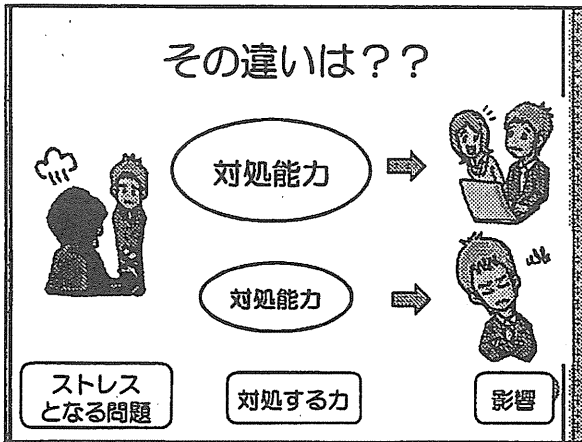 その違いは？？
対処能力
対処能力
ストレス
となる問題
対処する力
影響